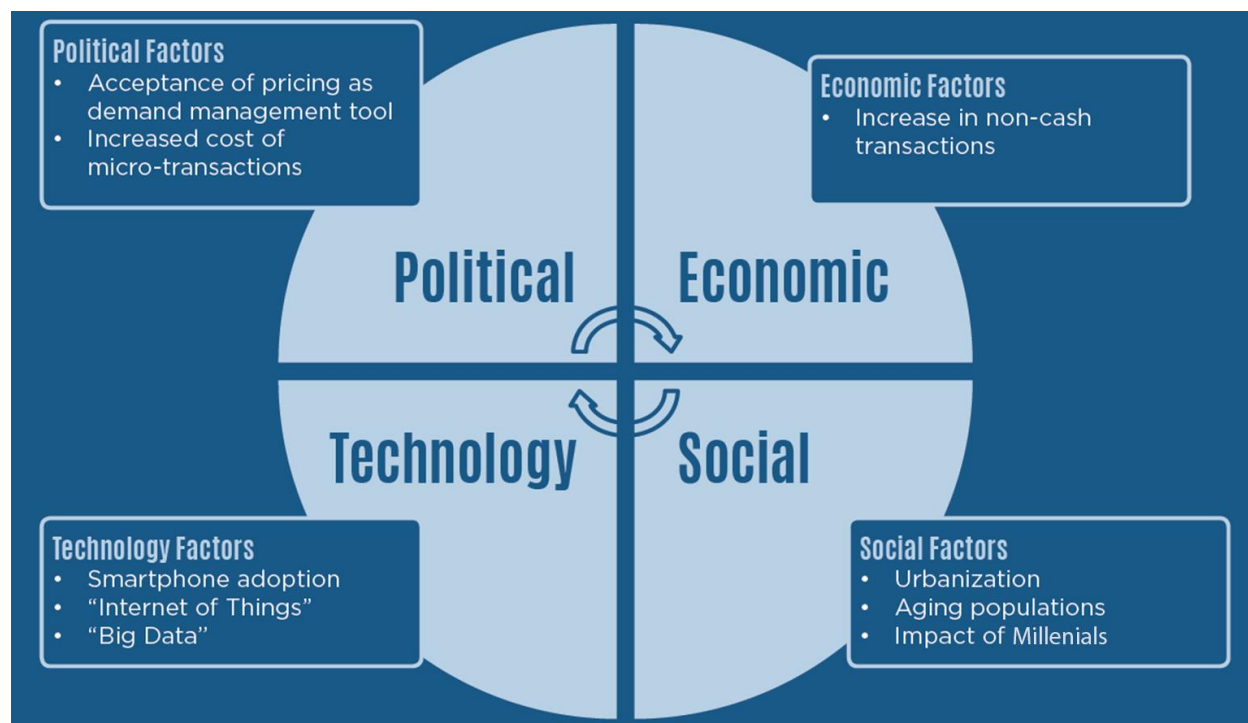 Political Factors
• Acceptance of pricing as
demand management tool
• Increased cost of
micro-transactions
Economic Factors
• Increase in non-cash
transactions
Political
Economic
Technology
Social
Technology Factors
• Smartphone adoption
• “Internet of Things”
• “Big Data”
Social Factors
• Urbanization
• Aging populations
• Impact of Millenials